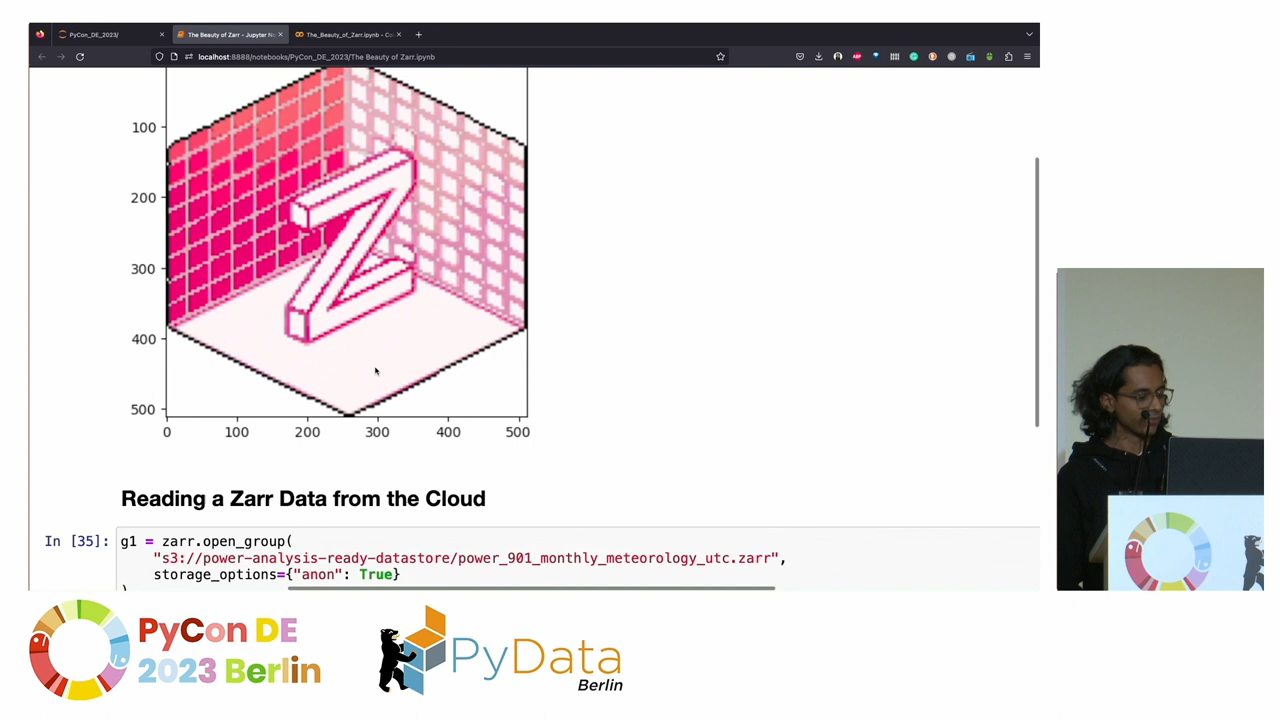 PyCon_DE_2023/
The Beauty of Zarr - Jupyter No
The_Beauty_of_Zarr.ipynb - Co
localhost:8888/notebooks/PyCon_DE_2023/The Beauty of Zarr.ipynb
100
200
300
400
500
0 100 200 300 400 500
Reading a Zarr Data from the Cloud
In [35]: g1 = zarr.open_group(
"s3://power-analysis-ready-datastore/power_901_monthly_meteorology_utc.zarr",
storage_options={"anon": True}
)
PyCon DE
2023 Berlin
PyData
Berlin